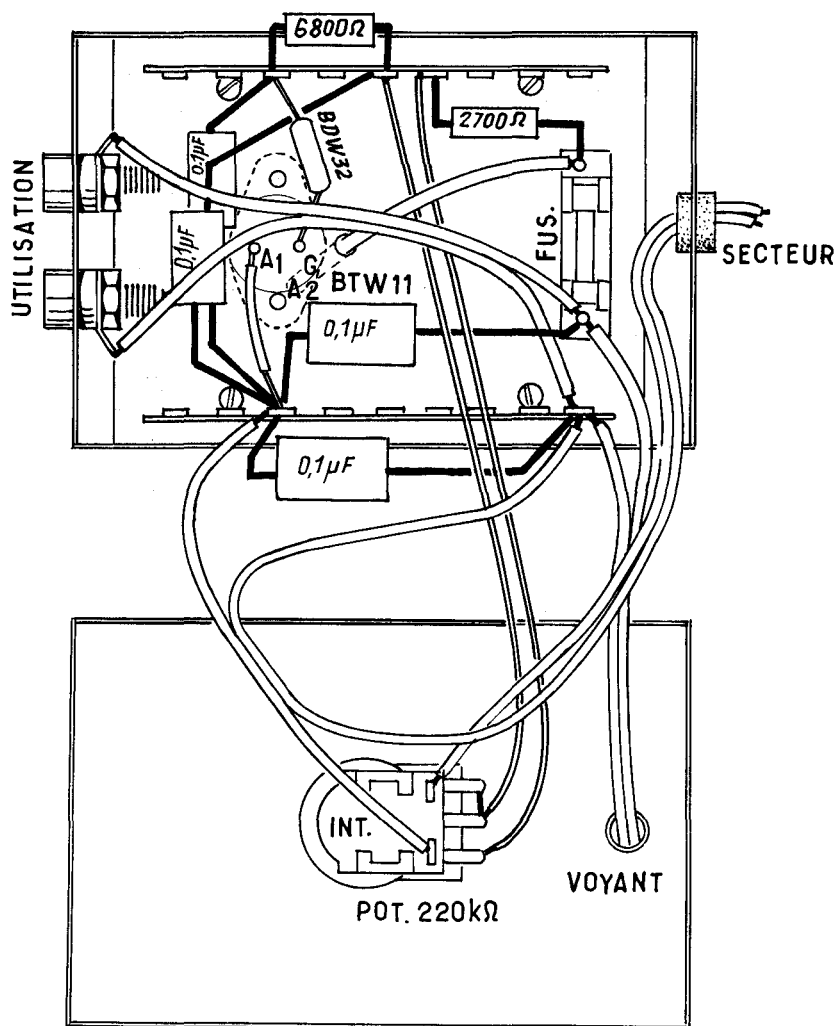 6800Ω
2700Ω
BDW32
0.1µF
0,1µF
UTILISATION
FUS.
SECTEUR
A1
G
A2
BTW11
0,1µF
0,1µF
INT.
VOYANT
POT. 220kΩ